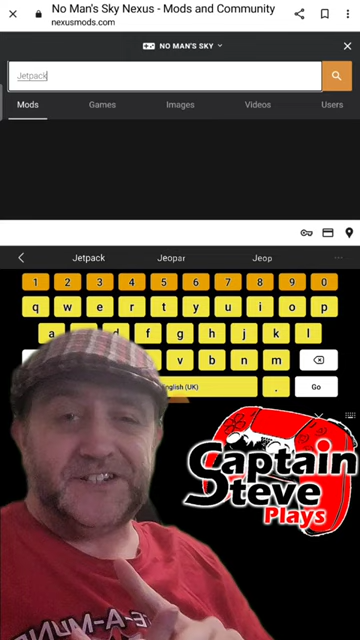 No Man's Sky Nexus - Mods and Community
nexusmods.com
NO MAN'S SKY
Jetpack
Mods Games Images Videos Users
Jetpack Jeopar Jeop
1 2 3 4 5 6 7 8 9 0
q w e r t y u i o p
a d f g h j k l
v b n m
English (UK) . Go
Captain
Steve
Plays
E-A-MUND